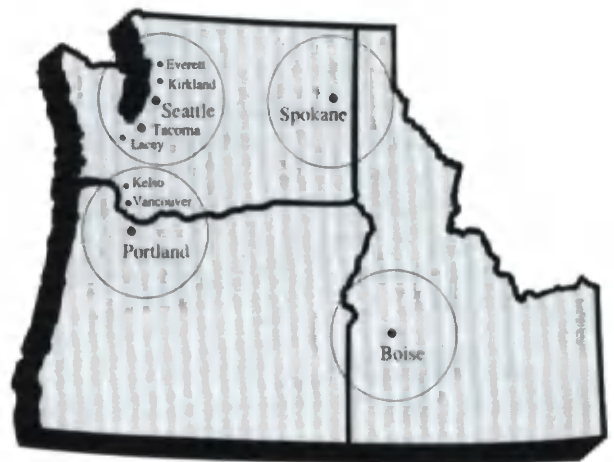 Everett
Kirkland
Seattle
Spokane
Tacoma
Lacey
Kelso
Vancouver
Portland
Boise